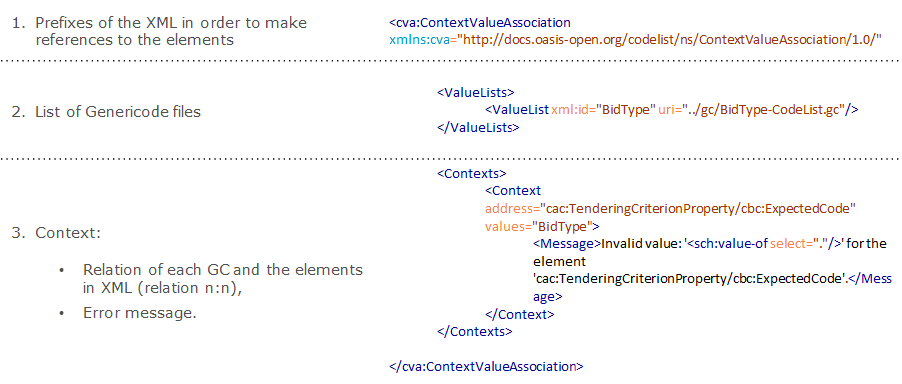 1. Prefixes of the XML in order to make
references to the elements
<cva:ContextValueAssociation
xmlns:cva="http://docs.oasis-open.org/codelist/ns/ContextValueAssociation/1.0/"
2. List of Genericode files
<ValueLists>
<ValueList xml:id="BidType" uri="../gc/BidType-CodeList.gc"/>
</ValueLists>
3. Context:
• Relation of each GC and the elements
in XML (relation n:n),
• Error message.
<Contexts>
<Context
address="cac:TenderingCriterionProperty/cbc:ExpectedCode"
values="BidType">
<Message>Invalid value: '<sch:value-of select="."/>' for the
element
'cac:TenderingCriterionProperty/cbc:ExpectedCode'.</Mess
age>
</Context>
</Contexts>
</cva:ContextValueAssociation>